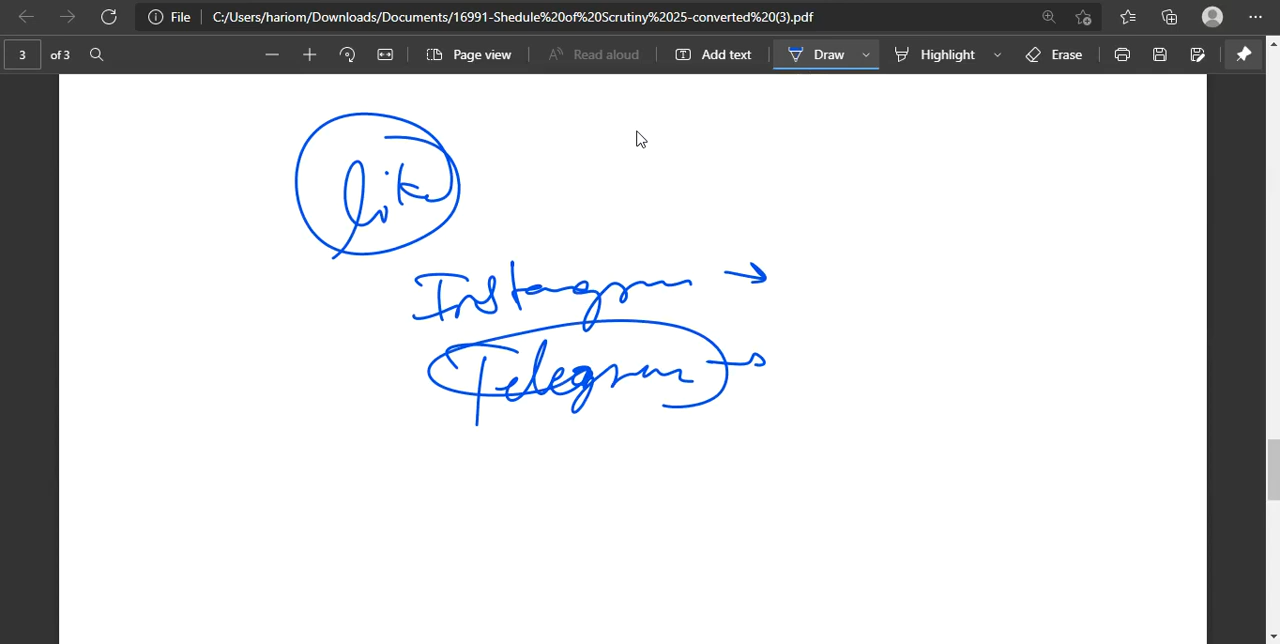 File C:/Users/hariom/Downloads/Documents/16991-Shedule%20of%20Scrutiny%2025-converted%20(3).pdf
3 of 3 Page view Read aloud Add text Draw Highlight Erase
like
Instagram →
Telegram →